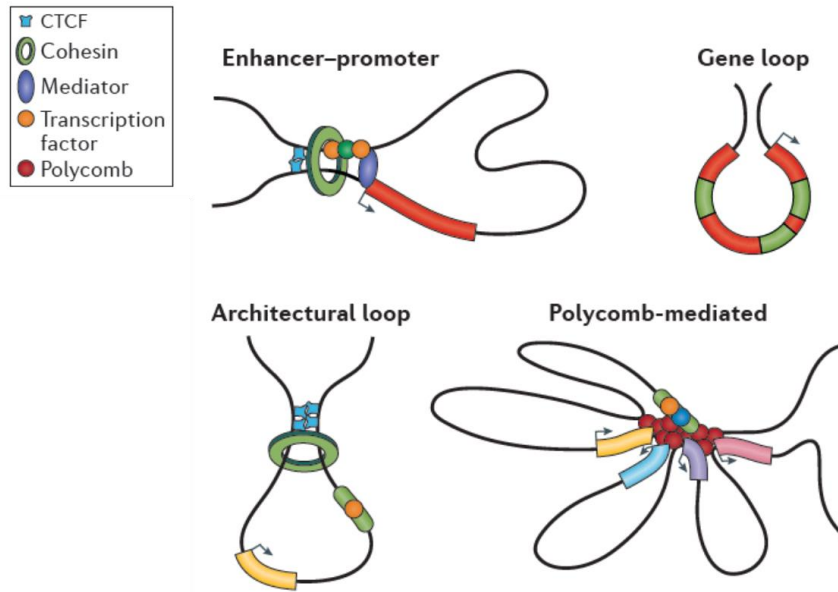 CTCF
Cohesin
Mediator
Transcription
factor
Polycomb
Enhancer–promoter
Gene loop
Architectural loop
Polycomb-mediated